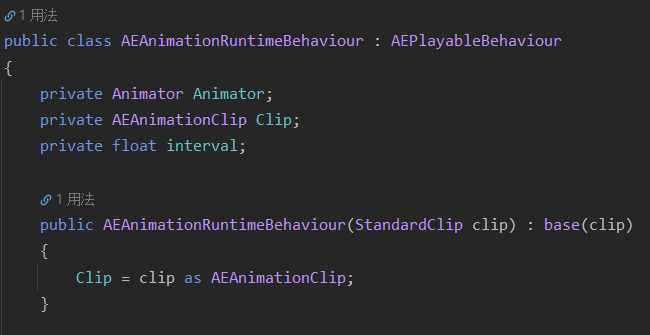 1 用法
public class AEAnimationRuntimeBehaviour : AEPlayableBehaviour
{
private Animator Animator;
private AEAnimationClip Clip;
private float interval;
1 用法
public AEAnimationRuntimeBehaviour(StandardClip clip) : base(clip)
{
Clip = clip as AEAnimationClip;
}